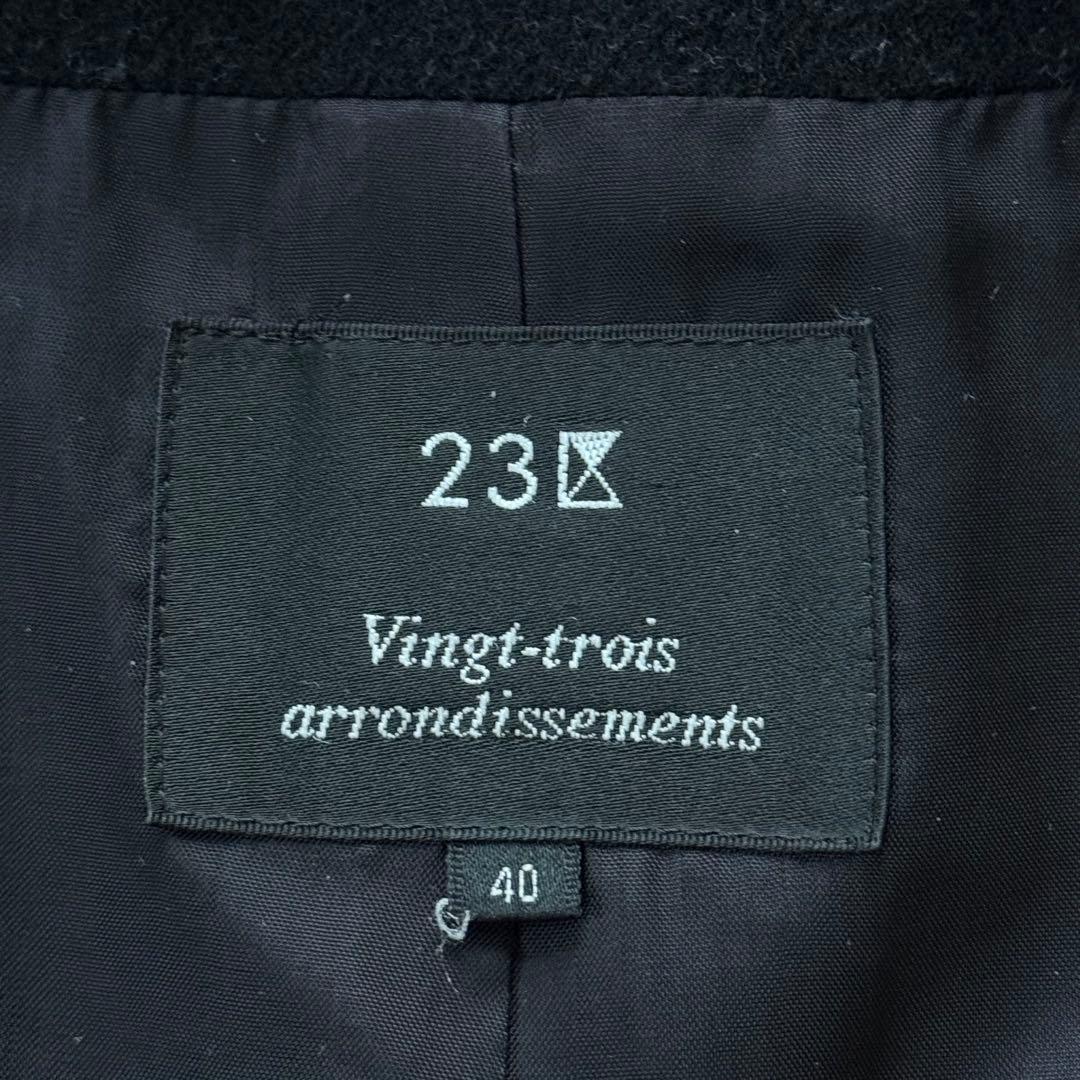 23区
Vingt-trois
arrondissements
40